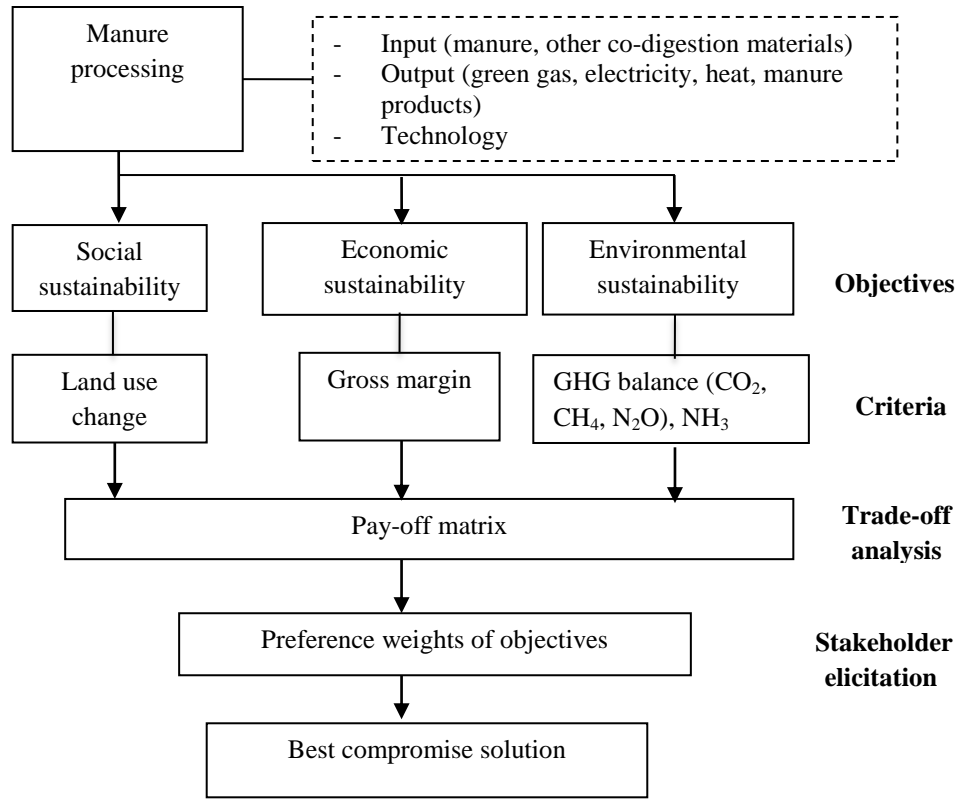 Manure
processing
- Input (manure, other co-digestion materials)
- Output (green gas, electricity, heat, manure
products)
- Technology
Social
sustainability
Economic
sustainability
Environmental
sustainability
Objectives
Land use
change
Gross margin
GHG balance (CO₂,
CH₄, N₂O), NH₃
Criteria
Pay-off matrix
Trade-off
analysis
Preference weights of objectives
Stakeholder
elicitation
Best compromise solution